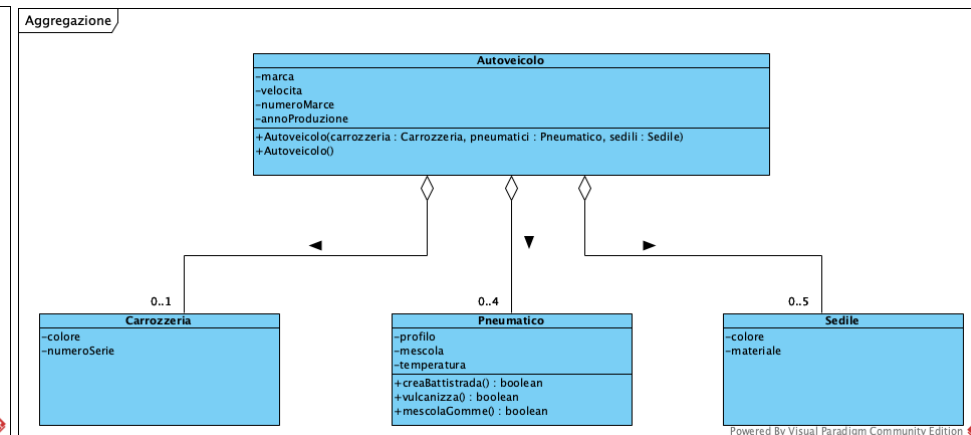 Aggregazione
Autoveicolo
-marca
-velocita
-numeroMarce
-annoProduzione
+Autoveicolo(carrozzeria : Carrozzeria, pneumatici : Pneumatico, sedili : Sedile)
+Autoveicolo()
0..1
0..4
0..5
Carrozzeria
-colore
-numeroSerie
Pneumatico
-profilo
-mescola
-temperatura
+creaBattistrada() : boolean
+vulcanizza() : boolean
+mescolaGomme() : boolean
Sedile
-colore
-materiale
Powered By Visual Paradigm Community Edition